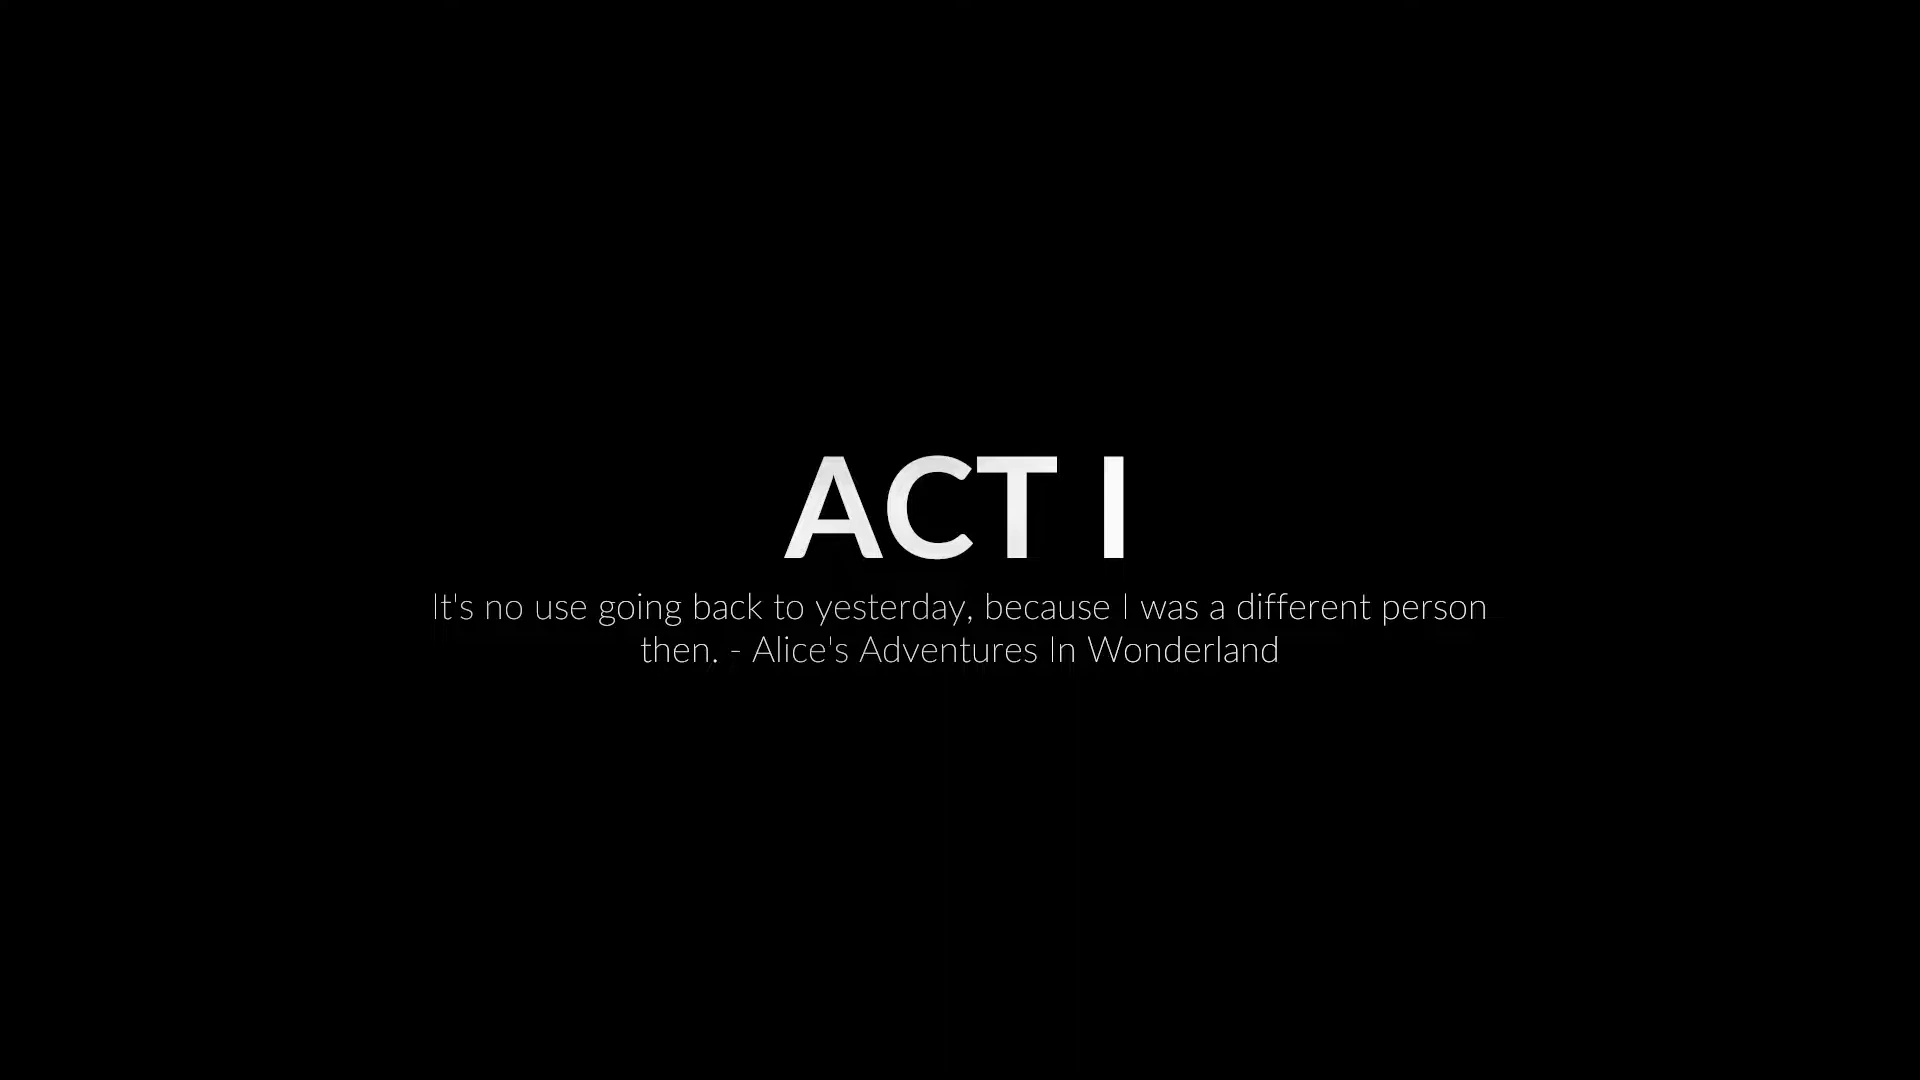 ACT I
It's no use going back to yesterday, because I was a different person
then. - Alice's Adventures In Wonderland